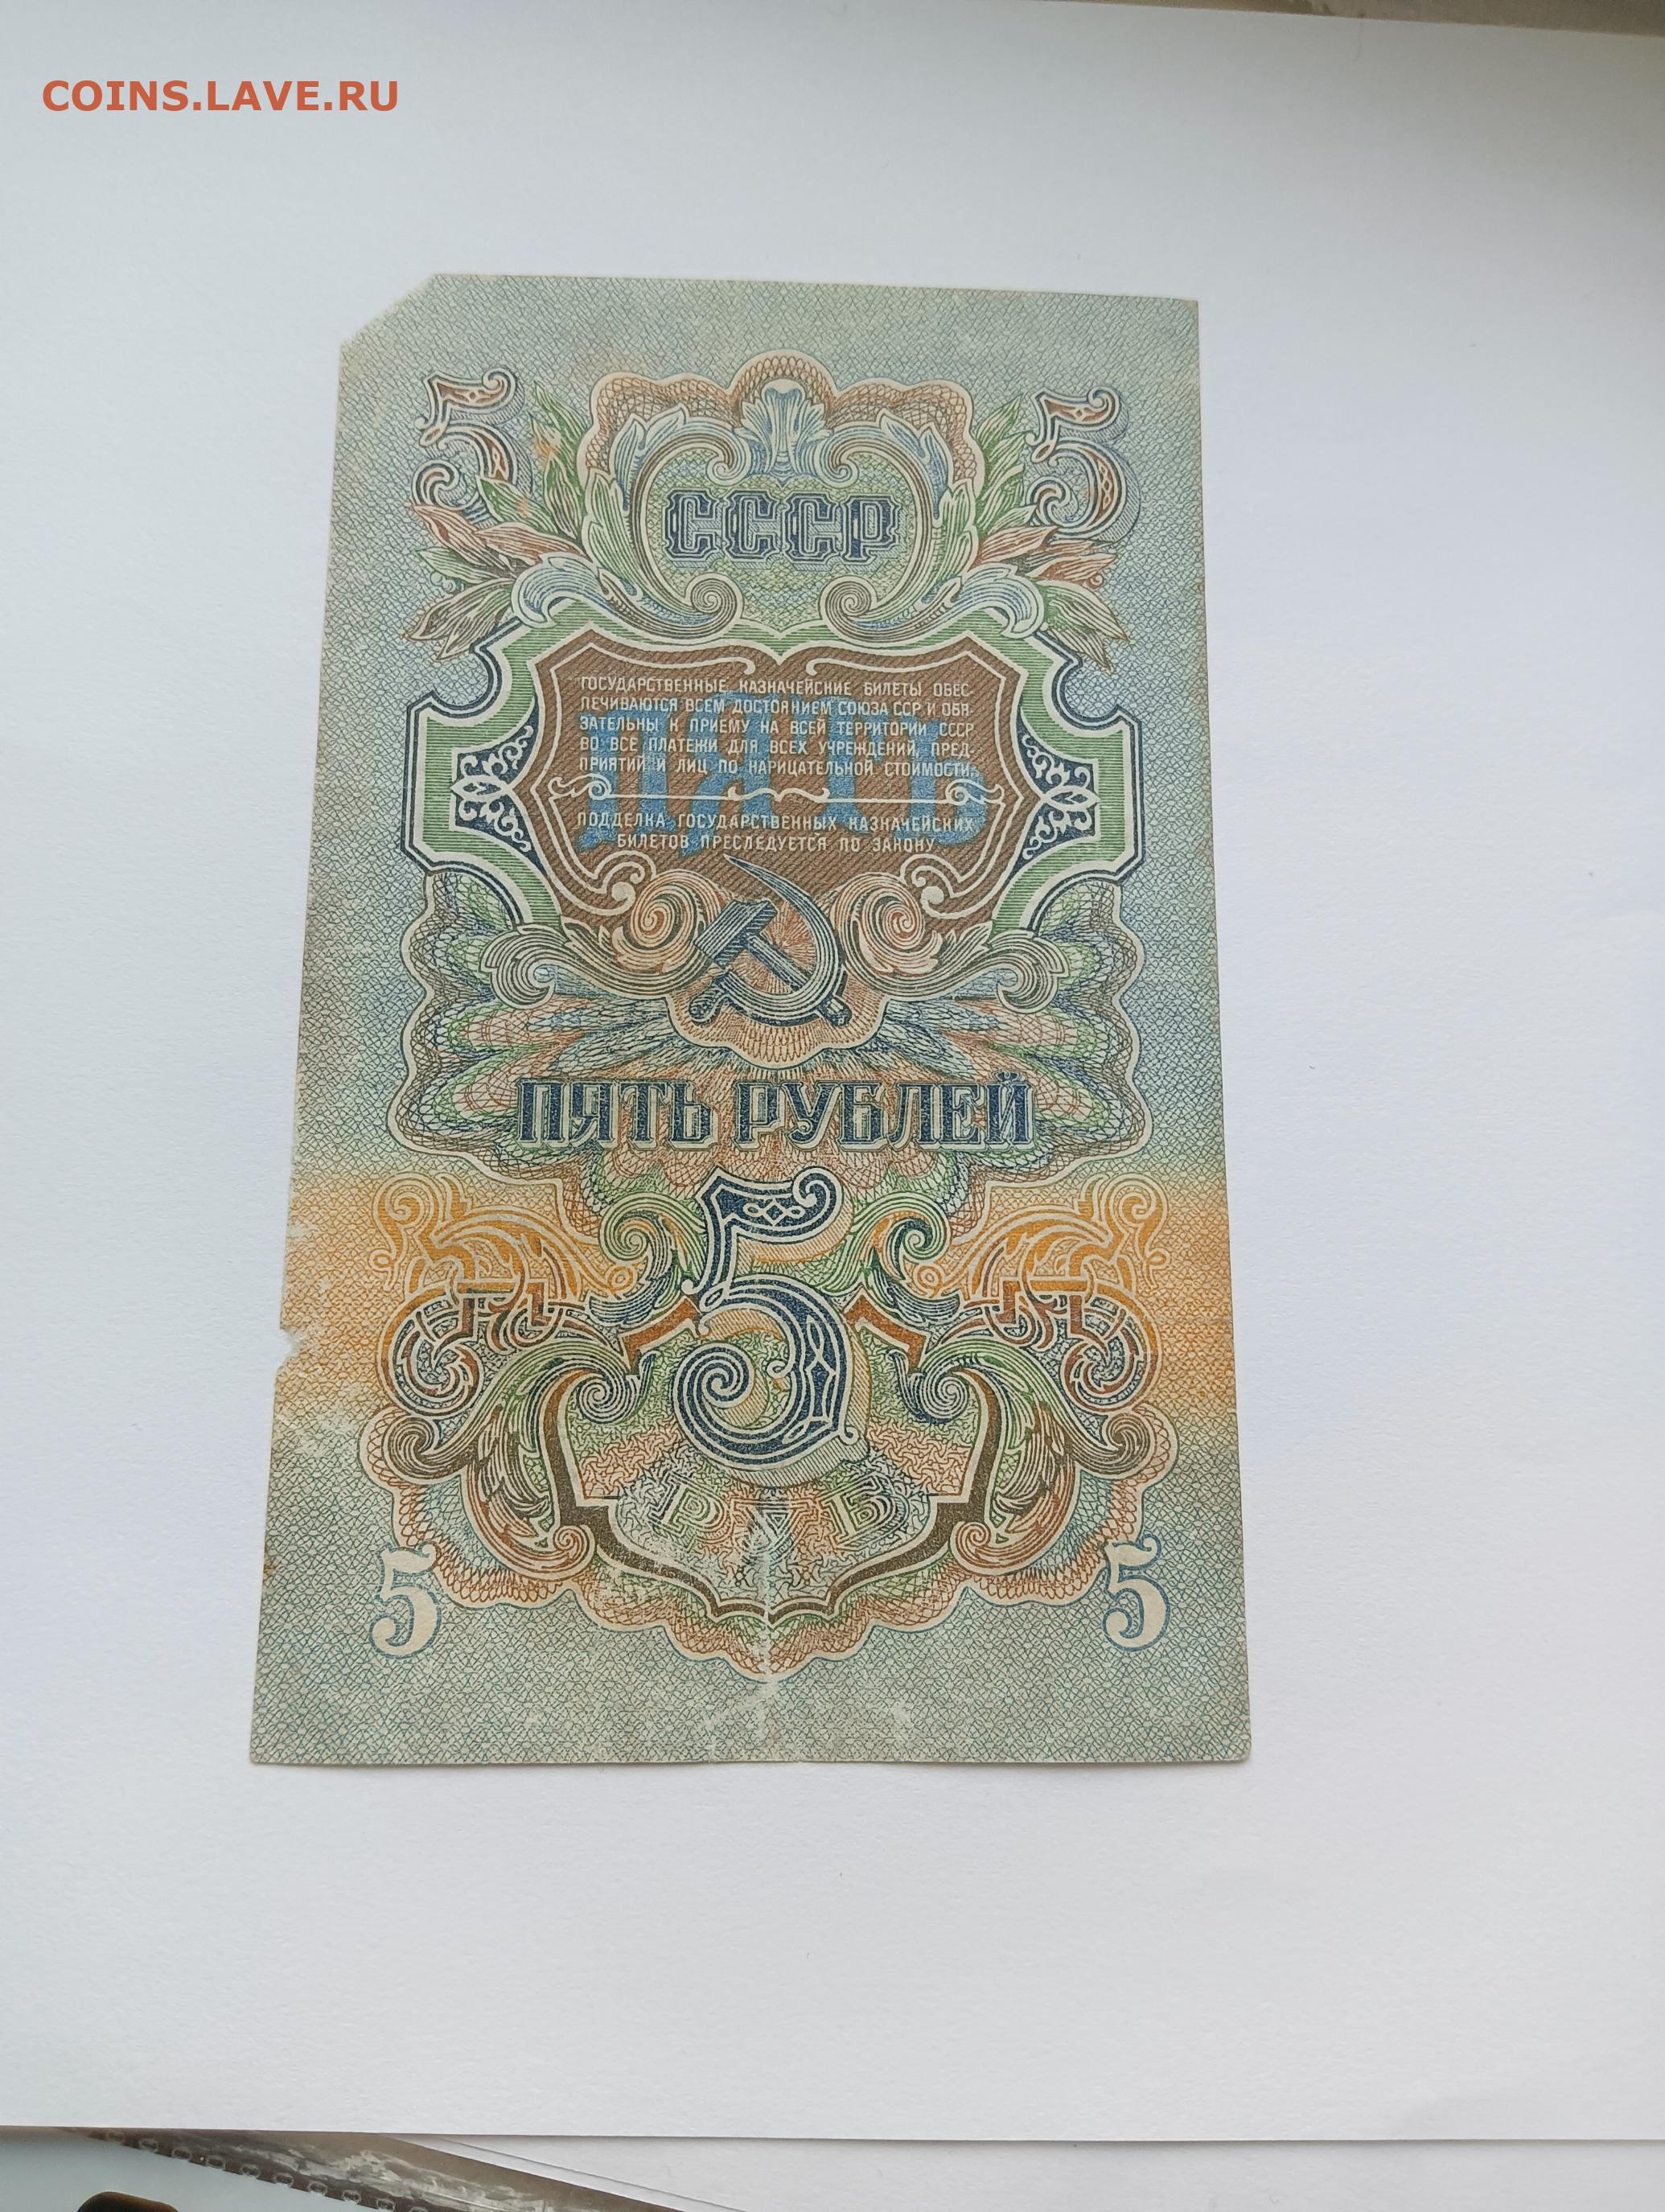 COINS.LAVE.RU
5 5
СССР
ПЯТЬ
ГОСУДАРСТВЕННЫЕ КАЗНАЧЕЙСКИЕ БИЛЕТЫ ОБЕС-
ПЕЧИВАЮТСЯ ВСЕМ ДОСТОЯНИЕМ СОЮЗА ССР И ОБЯ-
ЗАТЕЛЬНЫ К ПРИЕМУ НА ВСЕЙ ТЕРРИТОРИИ СССР
ВО ВСЕ ПЛАТЕЖИ ДЛЯ ВСЕХ УЧРЕЖДЕНИЙ, ПРЕД-
ПРИЯТИЙ И ЛИЦ ПО НАРИЦАТЕЛЬНОЙ СТОИМОСТИ.
ПОДДЕЛКА ГОСУДАРСТВЕННЫХ КАЗНАЧЕЙСКИХ
БИЛЕТОВ ПРЕСЛЕДУЕТСЯ ПО ЗАКОНУ.
ПЯТЬ РУБЛЕЙ
5
РУБ
5 5